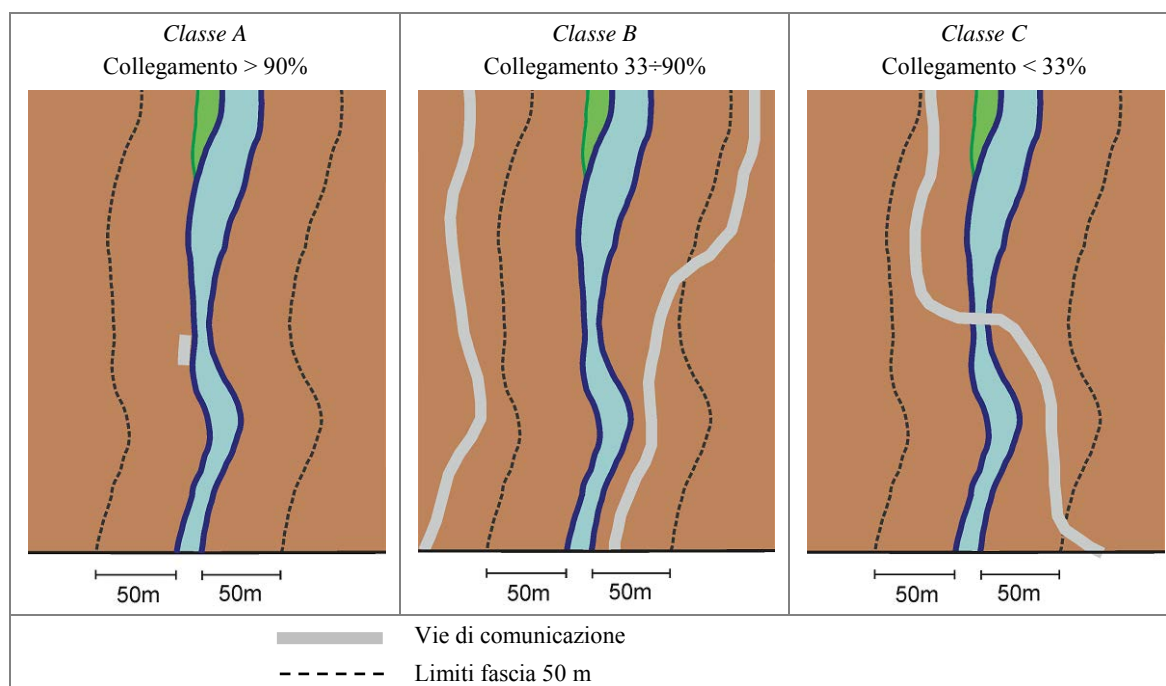 Classe A
Collegamento > 90%
Classe B
Collegamento 33÷90%
Classe C
Collegamento < 33%
50m 50m
50m 50m
50m 50m
Vie di comunicazione
Limiti fascia 50 m